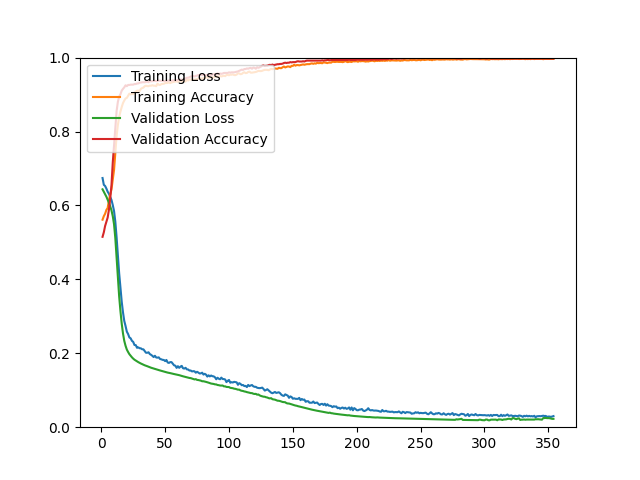 Training Loss
Training Accuracy
Validation Loss
Validation Accuracy
1.0
0.8
0.6
0.4
0.2
0.0
0 50 100 150 200 250 300 350